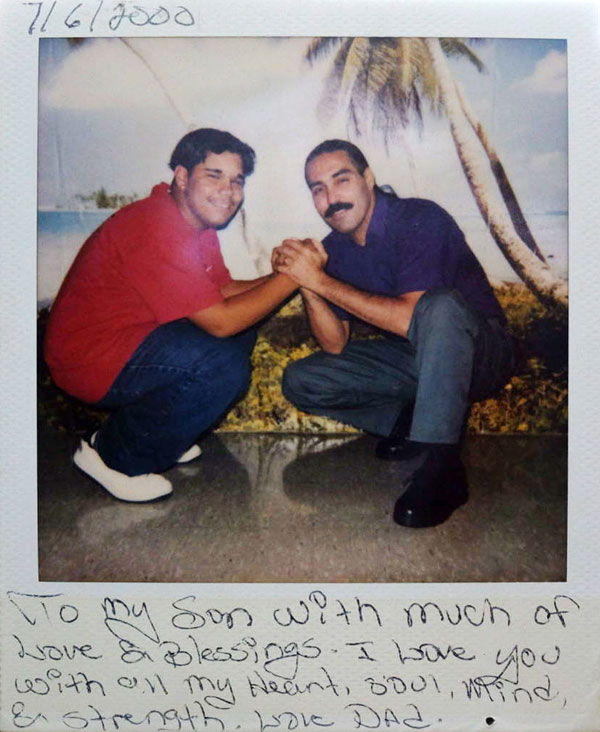 7/6/2000
To my Son with much of
Love & Blessings. I Love you
with all my Heart, soul, Mind,
& strength. Love DAd.